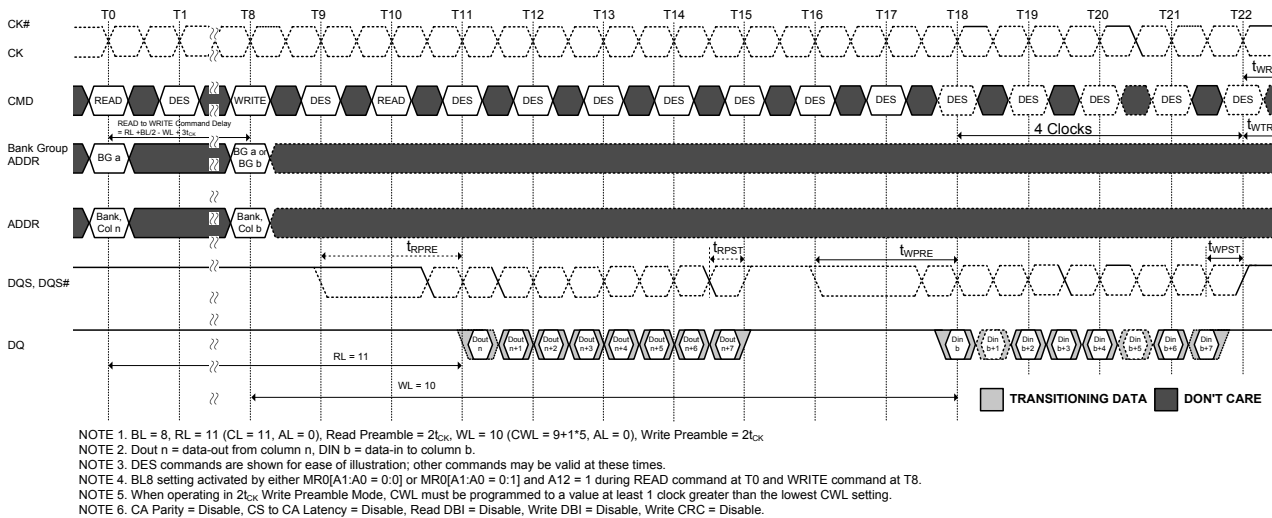 T0 T1 T8 T9 T10 T11 T12 T13 T14 T15 T16 T17 T18 T19 T20 T21 T22
CK#
CK
tWR
CMD READ DES WRITE DES READ DES DES DES DES DES DES DES DES DES DES DES DES
READ to WRITE Command Delay
= RL +BL/2 - WL + 3tCK
4 Clocks
tWTR
Bank Group
ADDR
BG a
BG a or
BG b
ADDR
Bank,
Col n
Bank,
Col b
tRPRE tRPST tWPRE tWPST
DQS, DQS#
DQ
Dout
n
Dout
n+1
Dout
n+2
Dout
n+3
Dout
n+4
Dout
n+5
Dout
n+6
Dout
n+7
Din
b
Din
b+1
Din
b+2
Din
b+3
Din
b+4
Din
b+5
Din
b+6
Din
b+7
RL = 11
WL = 10
TRANSITIONING DATA DON'T CARE
NOTE 1. BL = 8, RL = 11 (CL = 11, AL = 0), Read Preamble = 2tCK, WL = 10 (CWL = 9+1*5, AL = 0), Write Preamble = 2tCK
NOTE 2. Dout n = data-out from column n, DIN b = data-in to column b.
NOTE 3. DES commands are shown for ease of illustration; other commands may be valid at these times.
NOTE 4. BL8 setting activated by either MR0[A1:A0 = 0:0] or MR0[A1:A0 = 0:1] and A12 = 1 during READ command at T0 and WRITE command at T8.
NOTE 5. When operating in 2tCK Write Preamble Mode, CWL must be programmed to a value at least 1 clock greater than the lowest CWL setting.
NOTE 6. CA Parity = Disable, CS to CA Latency = Disable, Read DBI = Disable, Write DBI = Disable, Write CRC = Disable.